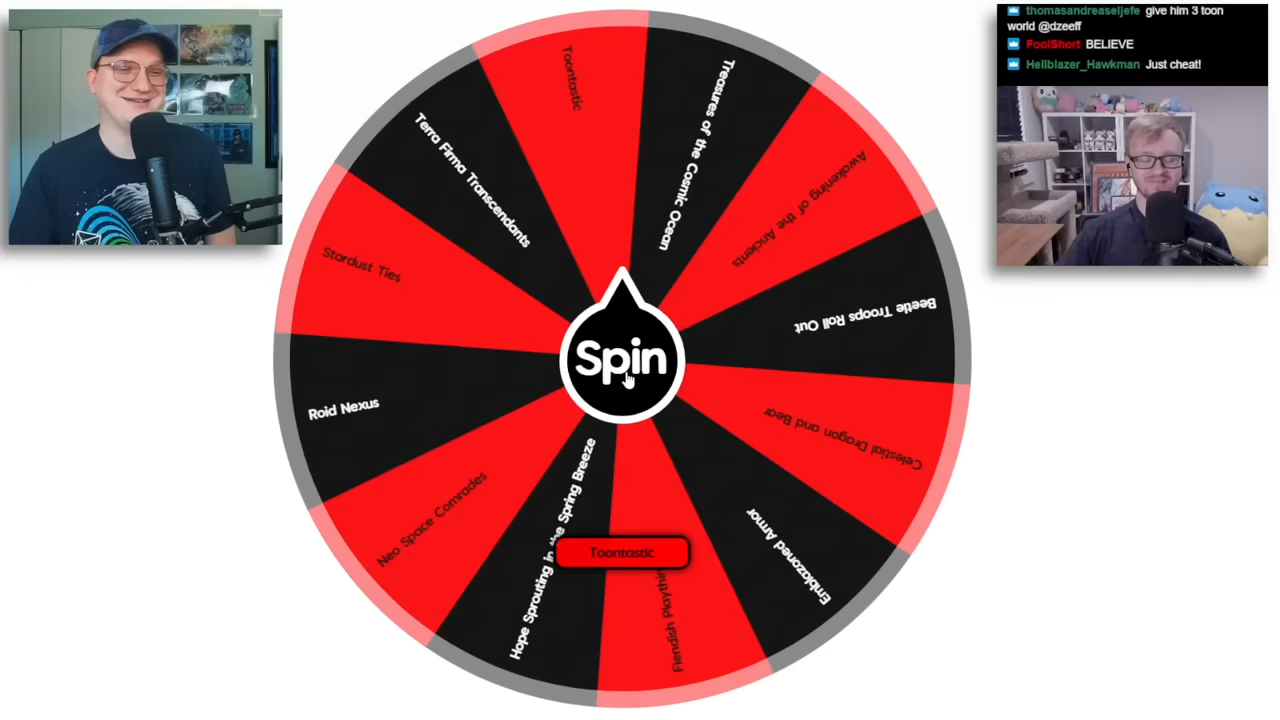 thomasandreaseljefe give him 3 toon
world @dzeeff
FoolShort BELIEVE
Hellblazer_Hawkman Just cheat!
Toontastic
Treasures of the Cosmic Ocean
Awakening of the Ancients
Beetle Troops Roll Out
Celestial Dragon and Bear
Emblazoned Armor
Fiendish Playthin
Hope Sprouting in the Spring Breeze
Neo Space Comrades
Roid Nexus
Stardust Ties
Terra Firma Transcendants
Spin
Toontastic